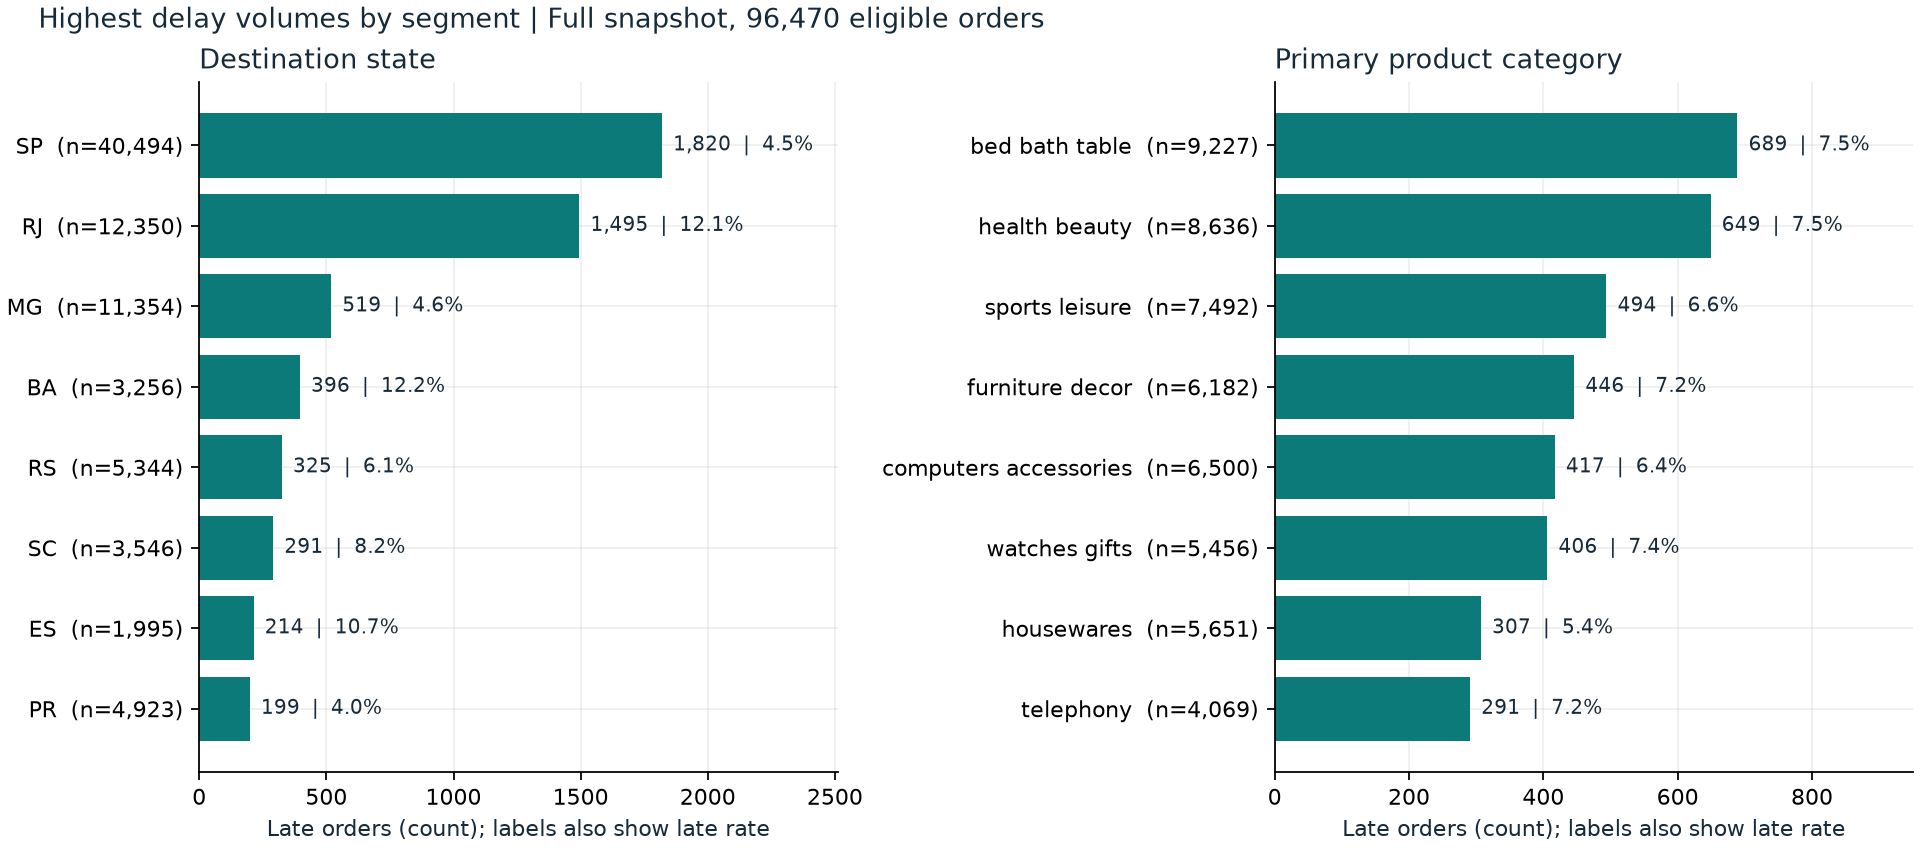 Highest delay volumes by segment | Full snapshot, 96,470 eligible orders
Destination state
SP (n=40,494)
1,820 | 4.5%
RJ (n=12,350)
1,495 | 12.1%
MG (n=11,354)
519 | 4.6%
BA (n=3,256)
396 | 12.2%
RS (n=5,344)
325 | 6.1%
SC (n=3,546)
291 | 8.2%
ES (n=1,995)
214 | 10.7%
PR (n=4,923)
199 | 4.0%
0 500 1000 1500 2000 2500
Late orders (count); labels also show late rate
Primary product category
bed bath table (n=9,227)
689 | 7.5%
health beauty (n=8,636)
649 | 7.5%
sports leisure (n=7,492)
494 | 6.6%
furniture decor (n=6,182)
446 | 7.2%
computers accessories (n=6,500)
417 | 6.4%
watches gifts (n=5,456)
406 | 7.4%
housewares (n=5,651)
307 | 5.4%
telephony (n=4,069)
291 | 7.2%
0 200 400 600 800
Late orders (count); labels also show late rate